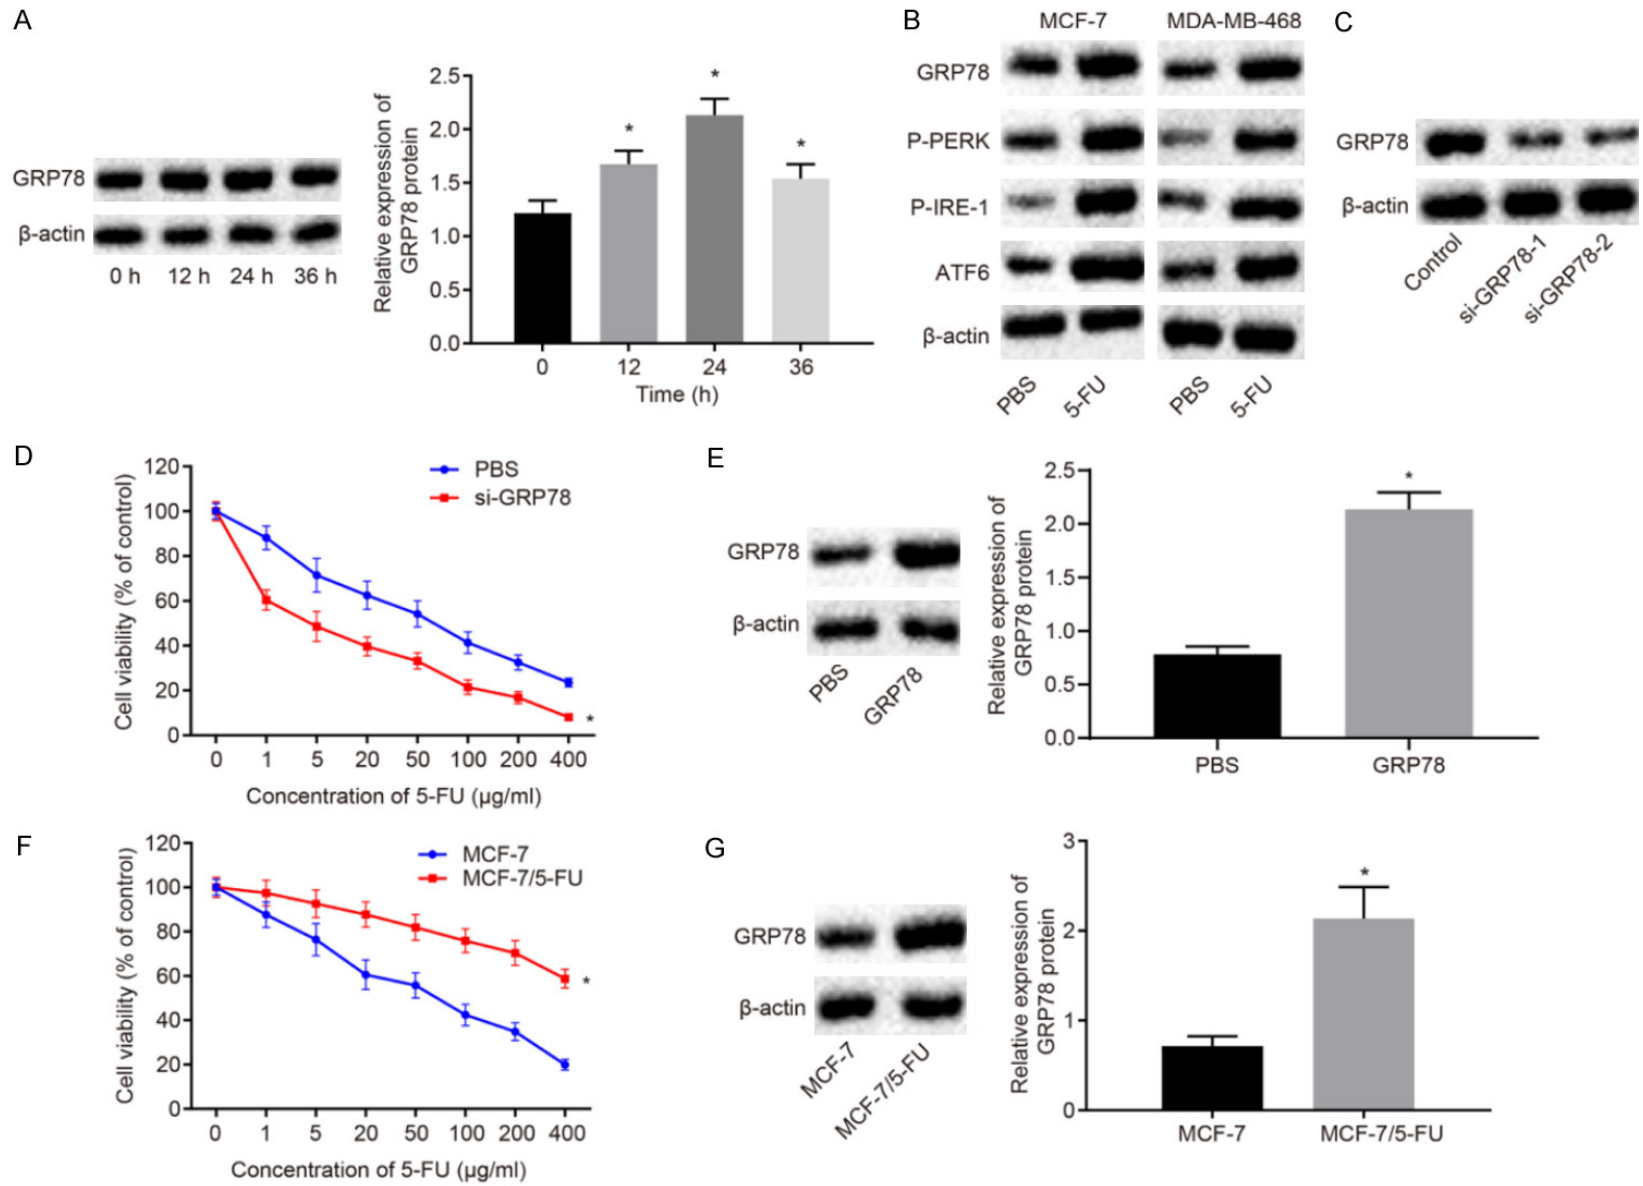 A
GRP78
β-actin
0 h 12 h 24 h 36 h
Relative expression of
GRP78 protein
2.5
2.0
1.5
1.0
0.5
0.0
*
*
*
0 12 24 36
Time (h)
B
MCF-7 MDA-MB-468
GRP78
P-PERK
P-IRE-1
ATF6
β-actin
PBS 5-FU PBS 5-FU
C
GRP78
β-actin
Control si-GRP78-1 si-GRP78-2
D
Cell viability (% of control)
120
100
80
60
40
20
0
PBS
si-GRP78
*
0 1 5 20 50 100 200 400
Concentration of 5-FU (μg/ml)
E
GRP78
β-actin
PBS GRP78
Relative expression of
GRP78 protein
2.5
2.0
1.5
1.0
0.5
0.0
*
PBS GRP78
F
Cell viability (% of control)
120
100
80
60
40
20
0
MCF-7
MCF-7/5-FU
*
0 1 5 20 50 100 200 400
Concentration of 5-FU (μg/ml)
G
GRP78
β-actin
MCF-7 MCF-7/5-FU
Relative expression of
GRP78 protein
3
2
1
0
*
MCF-7 MCF-7/5-FU